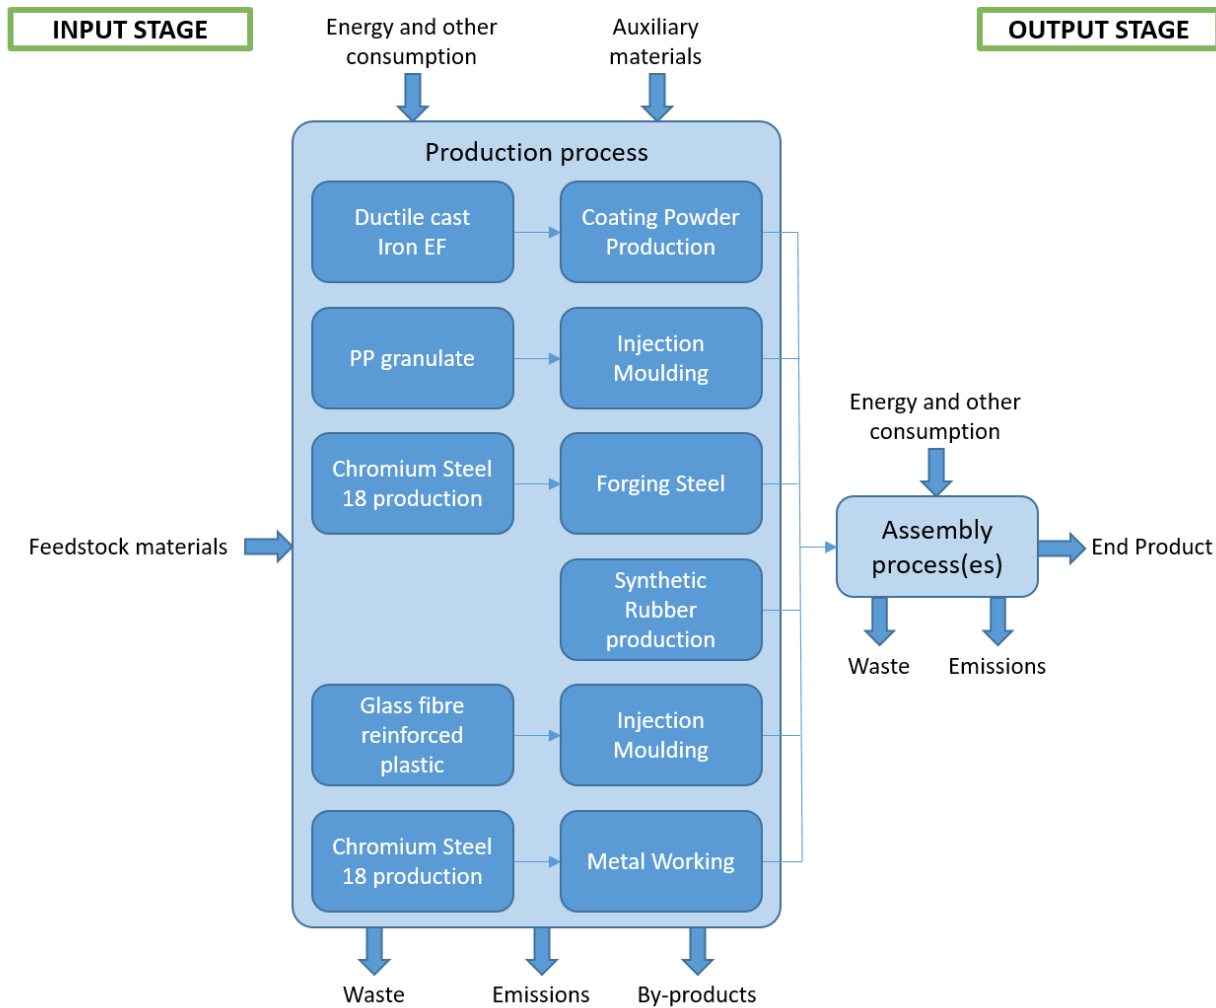 INPUT STAGE
Energy and other
consumption
Auxiliary
materials
OUTPUT STAGE
Production process
Ductile cast
Iron EF
Coating Powder
Production
PP granulate
Injection
Moulding
Chromium Steel
18 production
Forging Steel
Feedstock materials
Synthetic
Rubber
production
Glass fibre
reinforced
plastic
Injection
Moulding
Chromium Steel
18 production
Metal Working
Waste
Emissions
By-products
Energy and other
consumption
Assembly
process(es)
End Product
Waste
Emissions